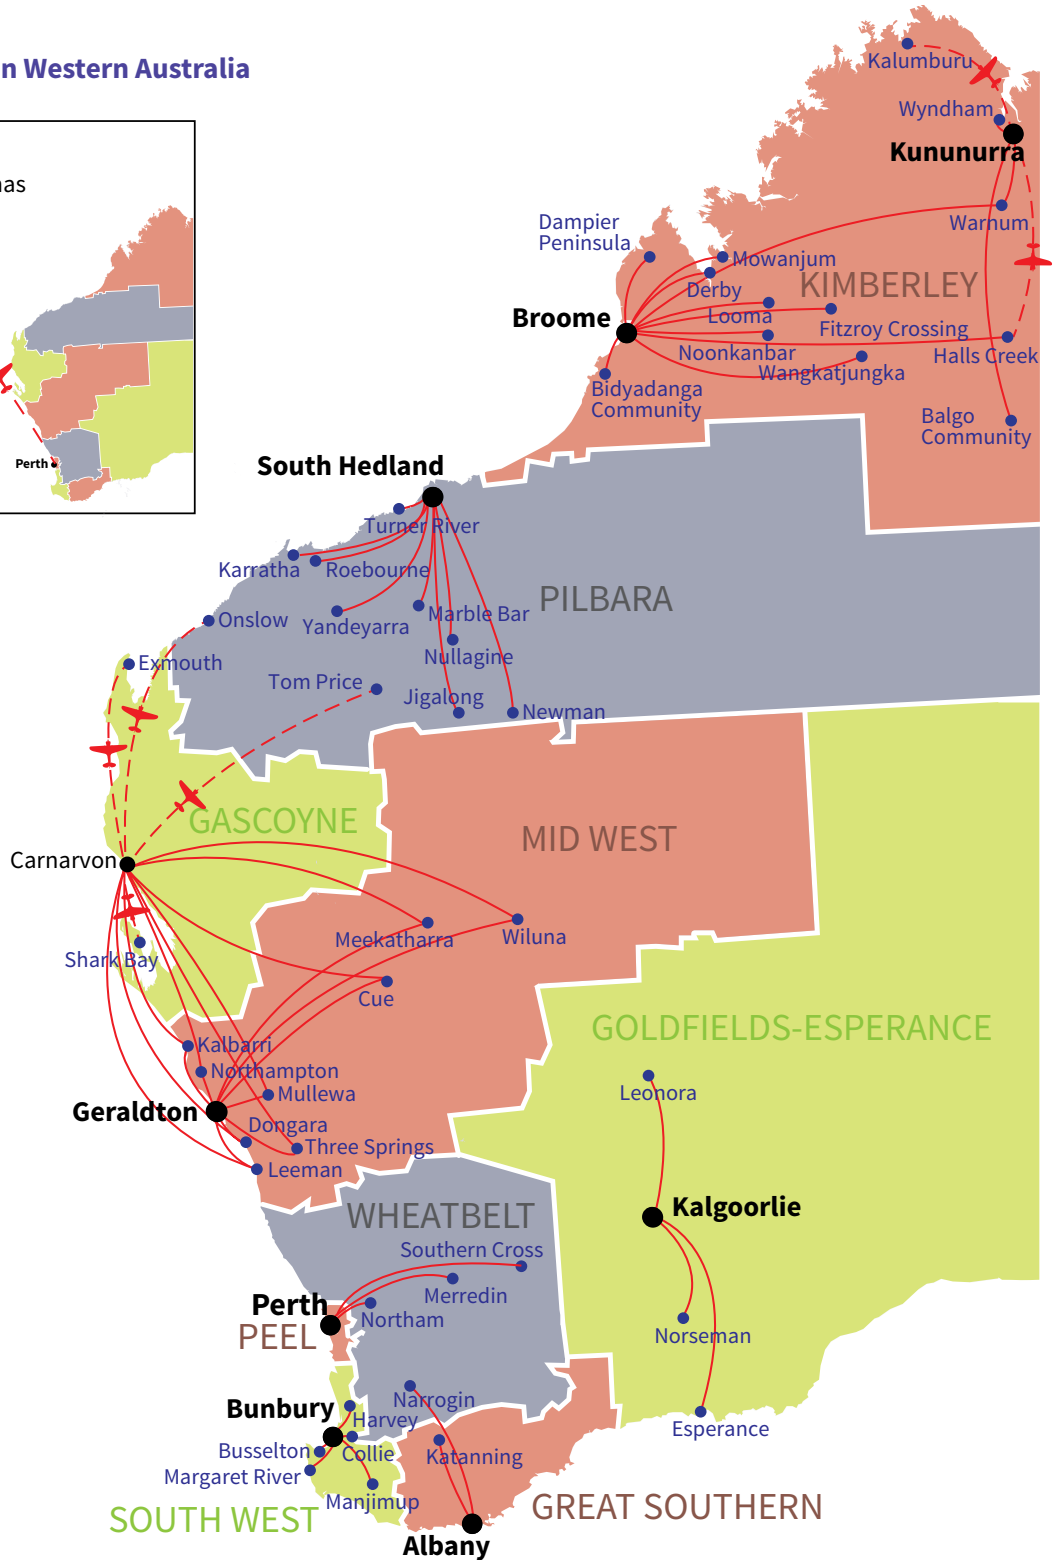 n Western Australia
nas
Perth
Kalumburu
Wyndham
Kununurra
Warnum
Dampier
Peninsula
Mowanjum
KIMBERLEY
Derby
Broome
Looma
Fitzroy Crossing
Noonkanbar
Halls Creek
Wangkatjungka
Bidyadanga
Community
Balgo
Community
South Hedland
Turner River
Karratha
Roebourne
PILBARA
Onslow
Yandeyarra
Marble Bar
Nullagine
Exmouth
Tom Price
Jigalong
Newman
GASCOYNE
MID WEST
Carnarvon
Meekatharra
Wiluna
Shark Bay
Cue
GOLDFIELDS-ESPERANCE
Kalbarri
Northampton
Mullewa
Leonora
Geraldton
Dongara
Three Springs
Leeman
Kalgoorlie
WHEATBELT
Southern Cross
Merredin
Perth
Northam
PEEL
Norseman
Narrogin
Bunbury
Harvey
Esperance
Busselton
Collie
Katanning
Margaret River
Manjimup
SOUTH WEST
GREAT SOUTHERN
Albany